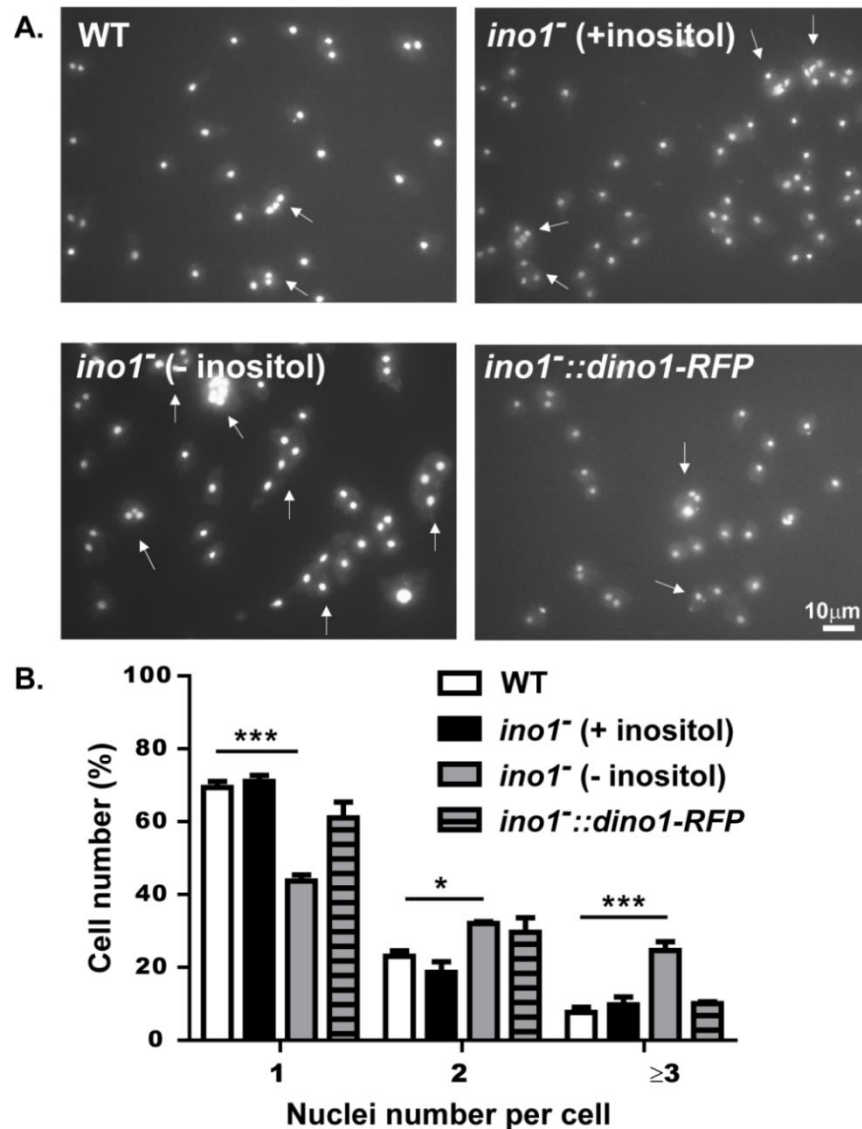 A.
WT
ino1⁻ (+inositol)
ino1⁻ (- inositol)
ino1⁻::dino1-RFP
10μm
B.
100
80
60
40
20
0
Cell number (%)
WT
ino1⁻ (+ inositol)
ino1⁻ (- inositol)
ino1⁻::dino1-RFP
***
*
***
1
2
≥3
Nuclei number per cell